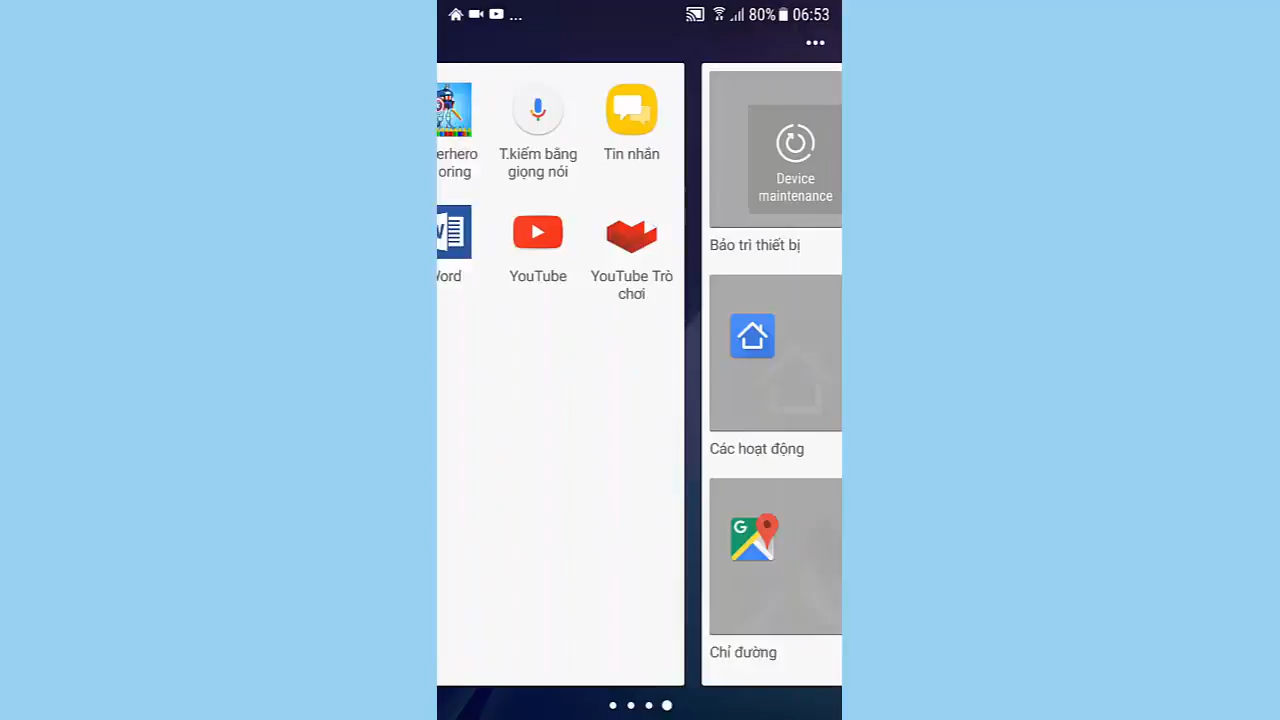 ... 80% 06:53
erhero
oring
T.kiếm bằng
giọng nói
Tin nhắn
Word
YouTube
YouTube Trò
chơi
Device
maintenance
Bảo trì thiết bị
Các hoạt động
G
Chỉ đường